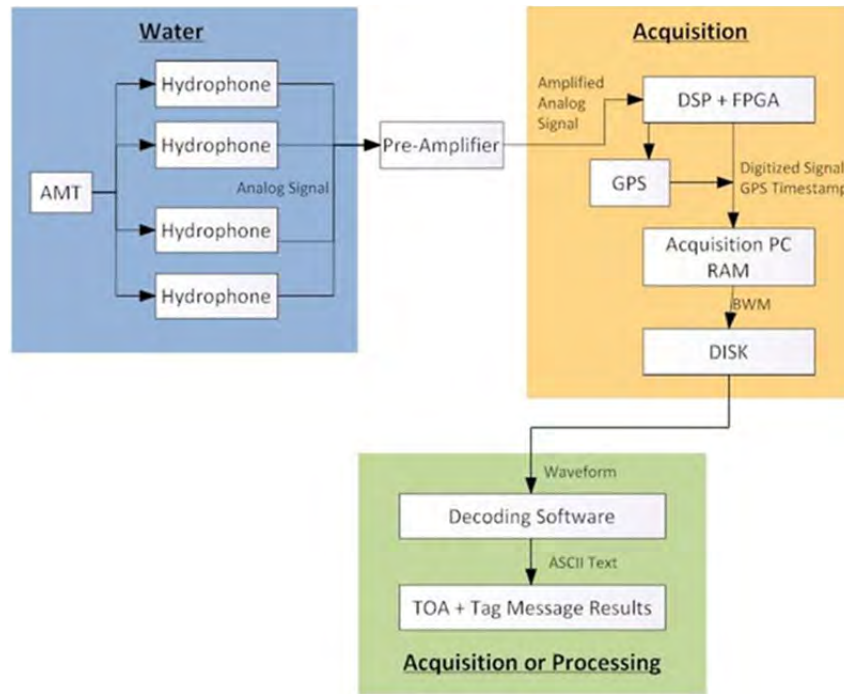 Water
Hydrophone
Hydrophone
AMT
Analog Signal
Hydrophone
Hydrophone
Pre-Amplifier
Acquisition
Amplified
Analog
Signal
DSP + FPGA
GPS
Digitized Signal
GPS Timestamp
Acquisition PC
RAM
BWM
DISK
Waveform
Decoding Software
ASCII Text
TOA + Tag Message Results
Acquisition or Processing